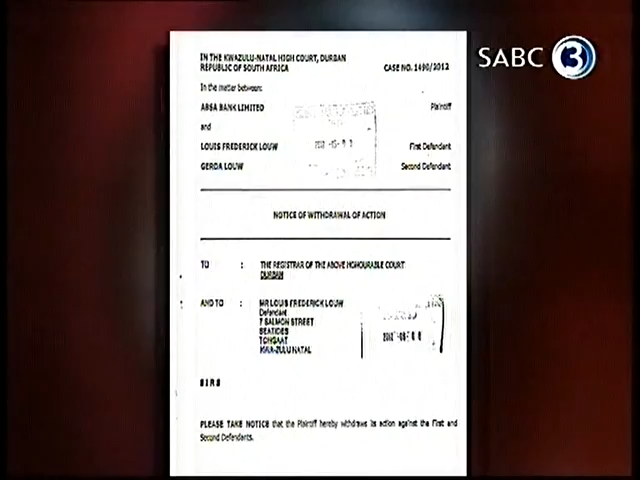 SABC 3
IN THE KWAZULU-NATAL HIGH COURT, DURBAN
REPUBLIC OF SOUTH AFRICA CASE NO. 1490/2012
In the matter between:
ABSA BANK LIMITED Plaintiff
and
LOUIS FREDERICK LOUW First Defendant
GERDA LOUW Second Defendant
NOTICE OF WITHDRAWAL OF ACTION
TO : THE REGISTRAR OF THE ABOVE HONOURABLE COURT
DURBAN
AND TO : MR LOUIS FREDERICK LOUW
Defendant
7 SALMON STREET
SEATIDES
TONGAAT
KWA-ZULU NATAL
SIRS
PLEASE TAKE NOTICE that the Plaintiff hereby withdraws its action against the First and
Second Defendants.